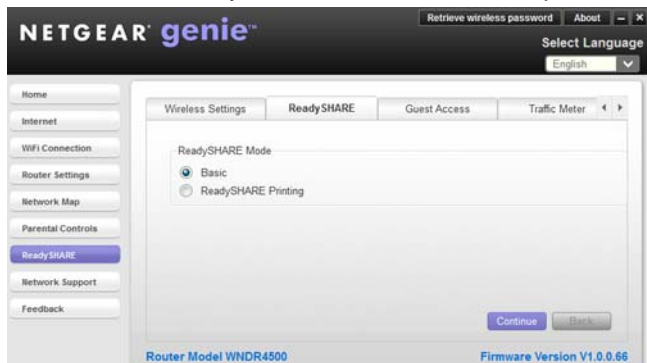 Retrieve wireless password About
NETGEAR genie™
Select Language
English
Home
Internet
WiFi Connection
Router Settings
Network Map
Parental Controls
ReadySHARE
Network Support
Feedback
Wireless Settings ReadySHARE Guest Access Traffic Meter
ReadySHARE Mode
Basic
ReadySHARE Printing
Continue Back
Router Model WNDR4500 Firmware Version V1.0.0.66